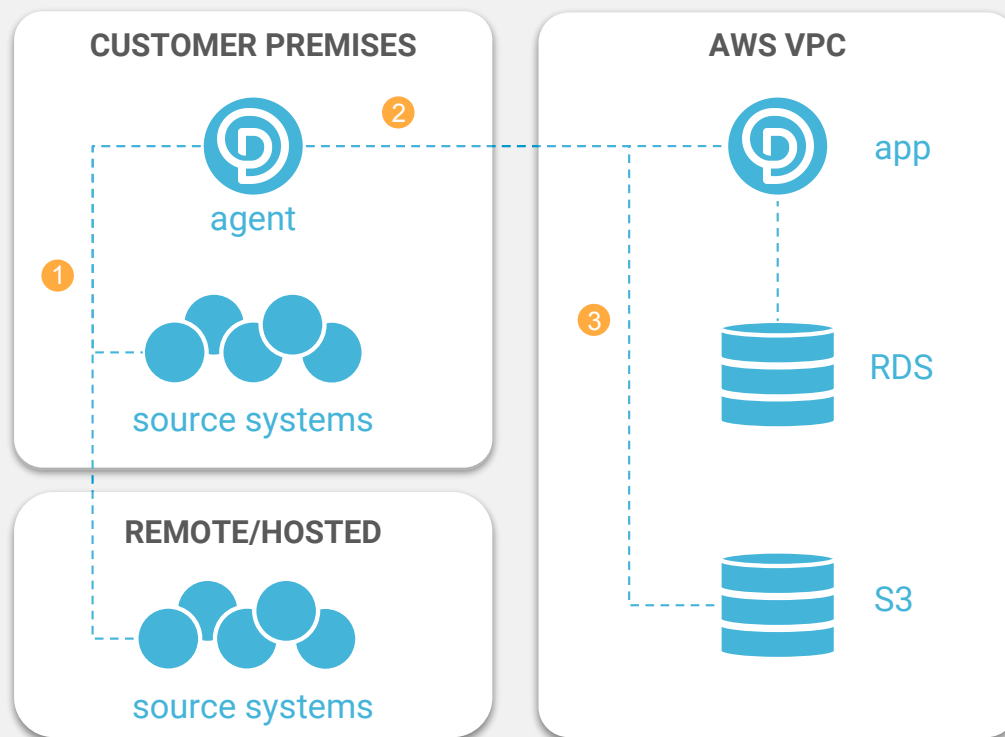 CUSTOMER PREMISES
agent
1
2
source systems
REMOTE/HOSTED
source systems
AWS VPC
app
3
RDS
S3